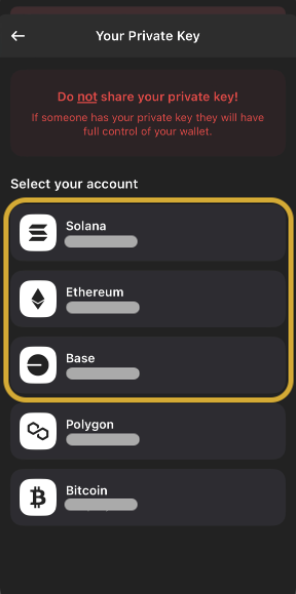 Your Private Key
Do not share your private key!
If someone has your private key they will have
full control of your wallet.
Select your account
Solana
Ethereum
Base
Polygon
Bitcoin